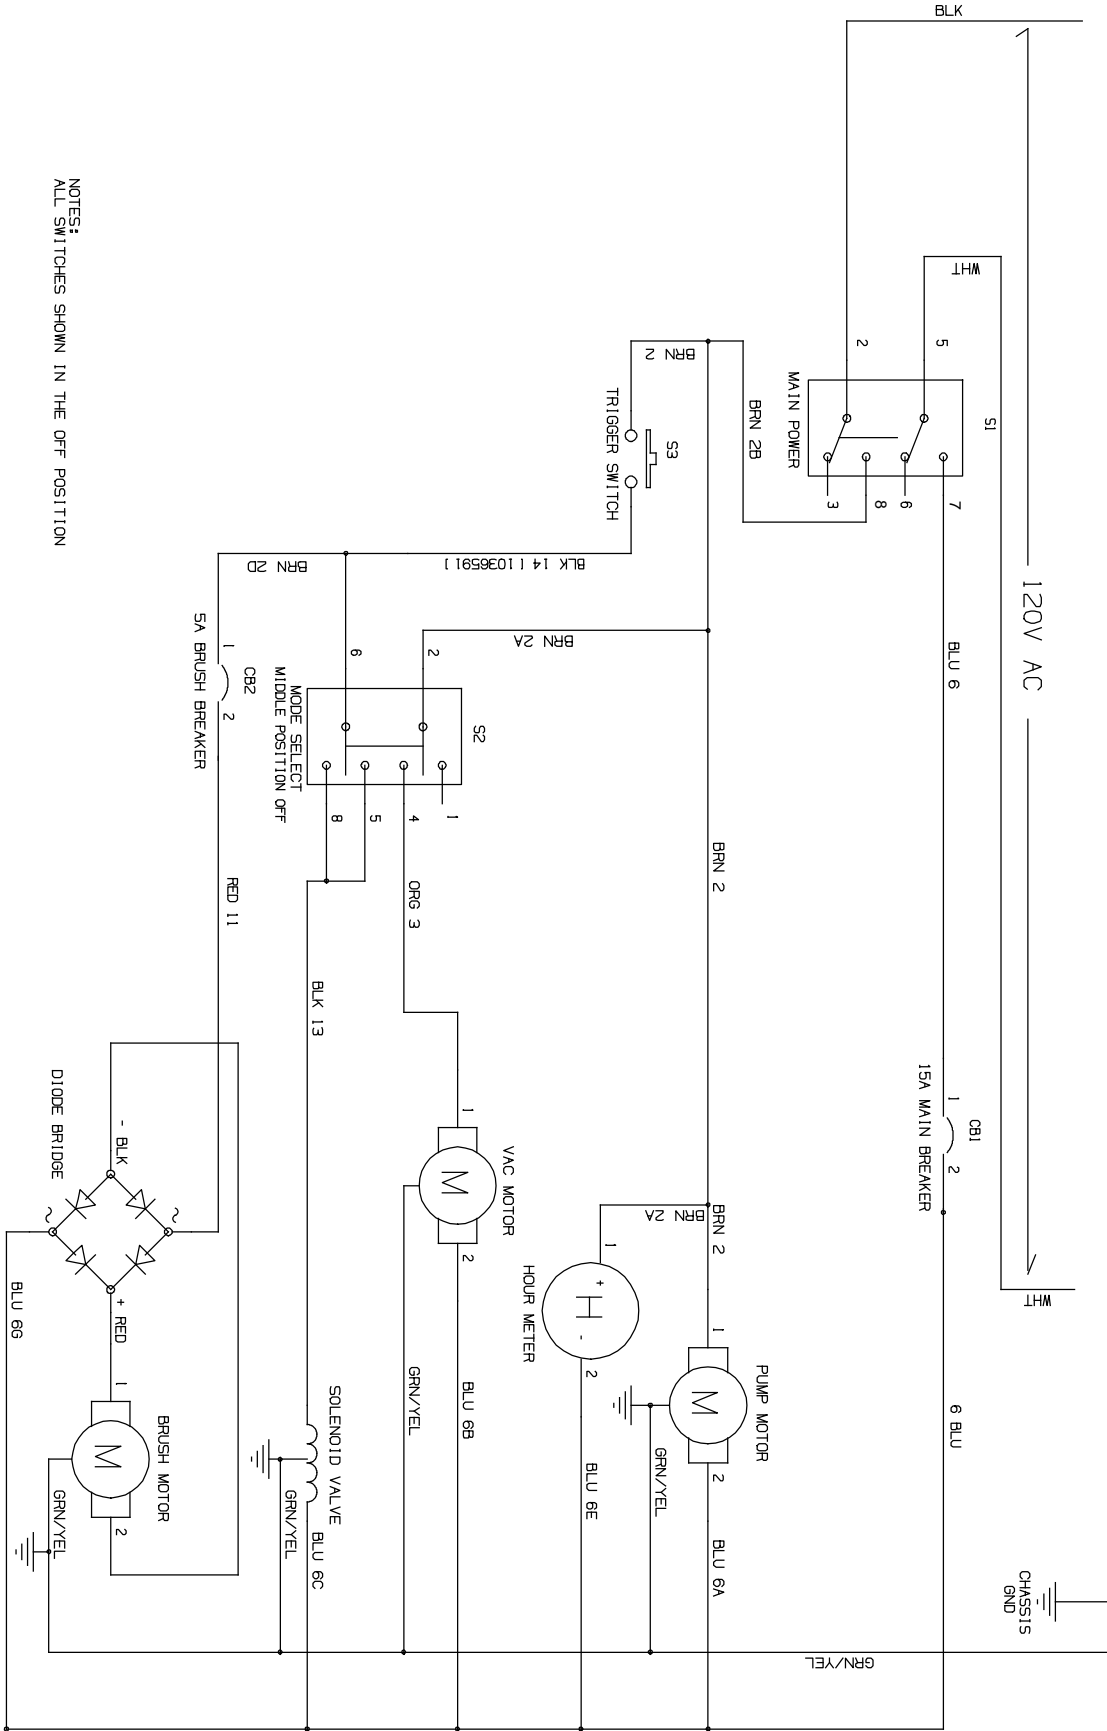 BLK
120V AC
WHT
CHASSIS
GND
WHT
S1
5
7
BLU 6
1
CB1
2
15A MAIN BREAKER
6 BLU
2
6
8
3
MAIN POWER
GRN/YEL
BRN 2B
BRN 2
BRN 2
BRN 2
1
PUMP MOTOR
M
2
BLU 6A
GRN/YEL
S3
TRIGGER SWITCH
BRN 2A
1
+
H
-
2
HOUR METER
BLU 6E
BLK 14 [103659]
BRN 2A
S2
2
6
1
4
5
8
MODE SELECT
MIDDLE POSITION OFF
ORG 3
1
VAC MOTOR
M
2
BLU 6B
GRN/YEL
BLK 13
SOLENOID VALVE
GRN/YEL
BLU 6C
BRN 2D
1
CB2
2
5A BRUSH BREAKER
RED 11
- BLK
~
~
+ RED
DIODE BRIDGE
1
BRUSH MOTOR
M
2
GRN/YEL
BLU 6G
NOTES:
ALL SWITCHES SHOWN IN THE OFF POSITION